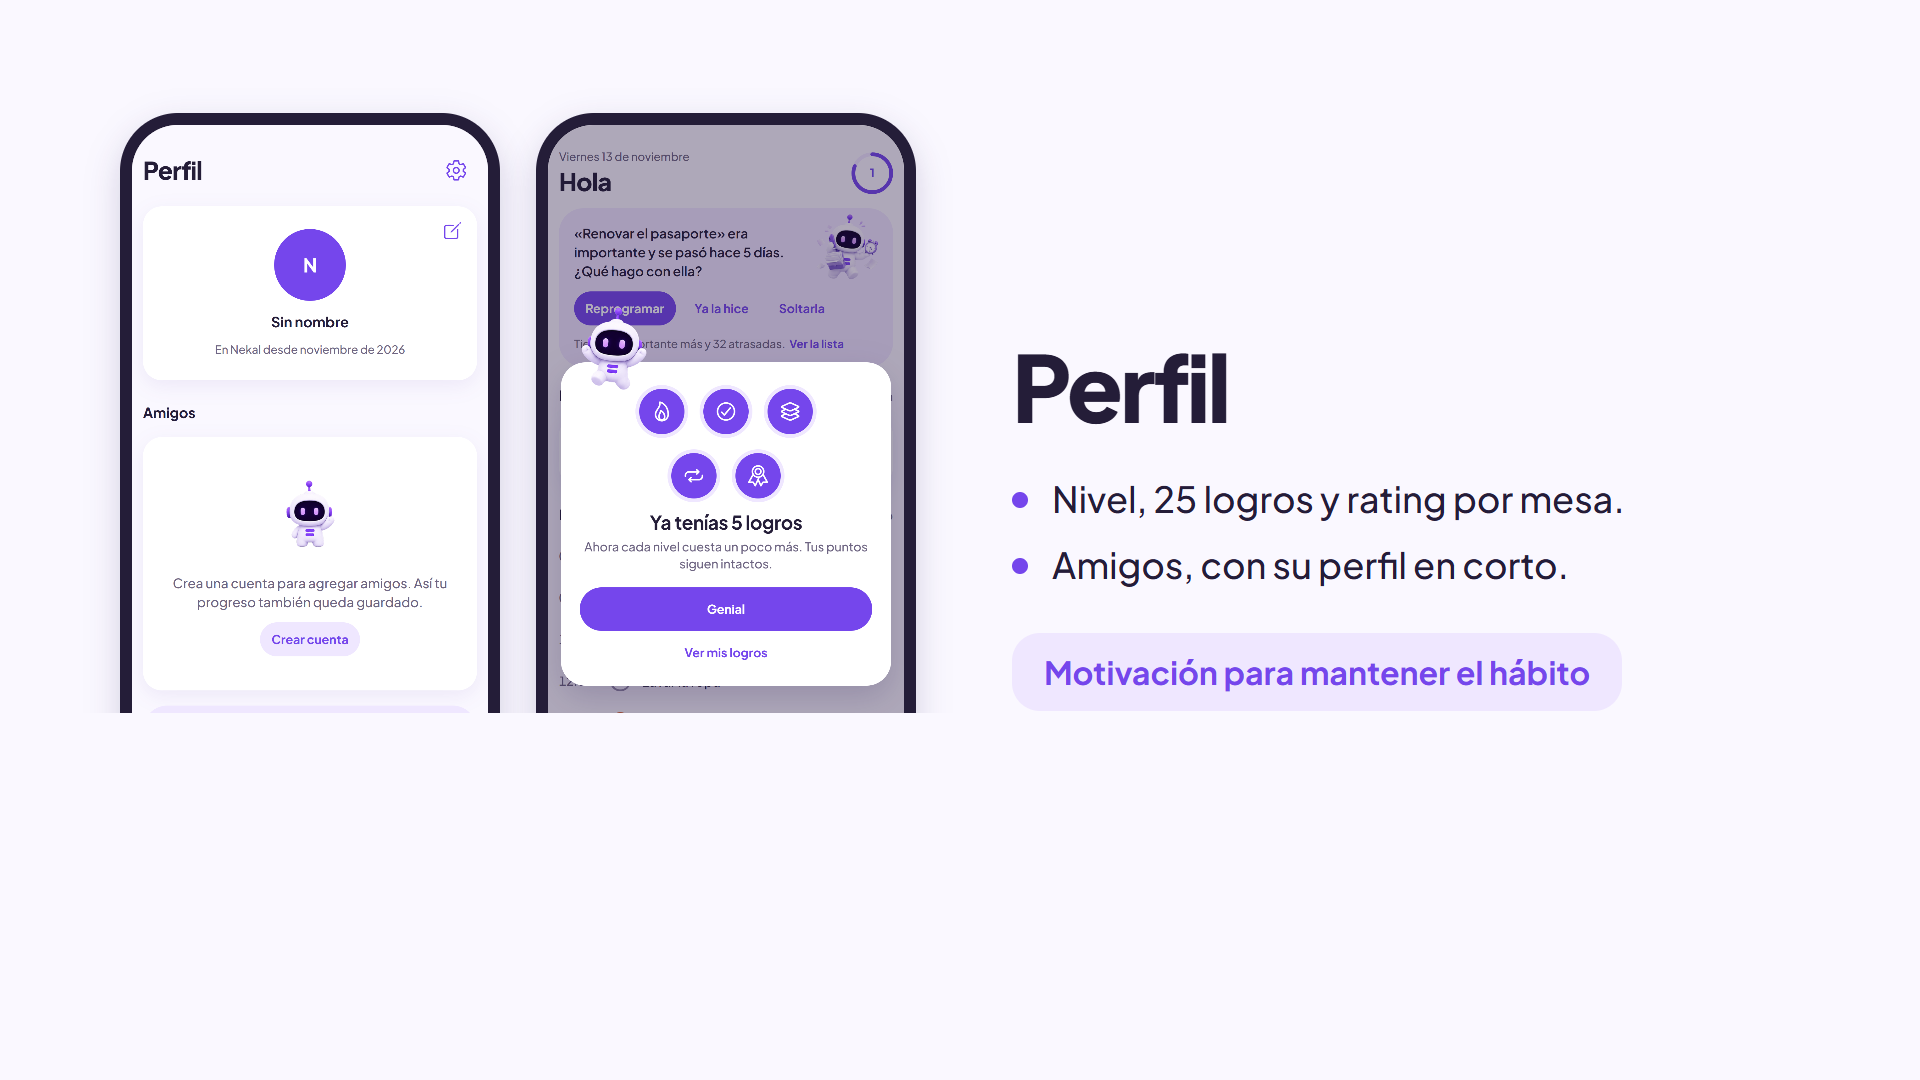 Perfil
N
Sin nombre
En Nekal desde noviembre de 2026
Amigos
Crea una cuenta para agregar amigos. Así tu
progreso también queda guardado.
Crear cuenta
Viernes 13 de noviembre
Hola
1
«Renovar el pasaporte» era
importante y se pasó hace 5 días.
¿Qué hago con ella?
Reprogramar
Ya la hice
Soltarla
más y 32 atrasadas. Ver la lista
Ya tenías 5 logros
Ahora cada nivel cuesta un poco más. Tus puntos
siguen intactos.
Genial
Ver mis logros
Perfil
Nivel, 25 logros y rating por mesa.
Amigos, con su perfil en corto.
Motivación para mantener el hábito